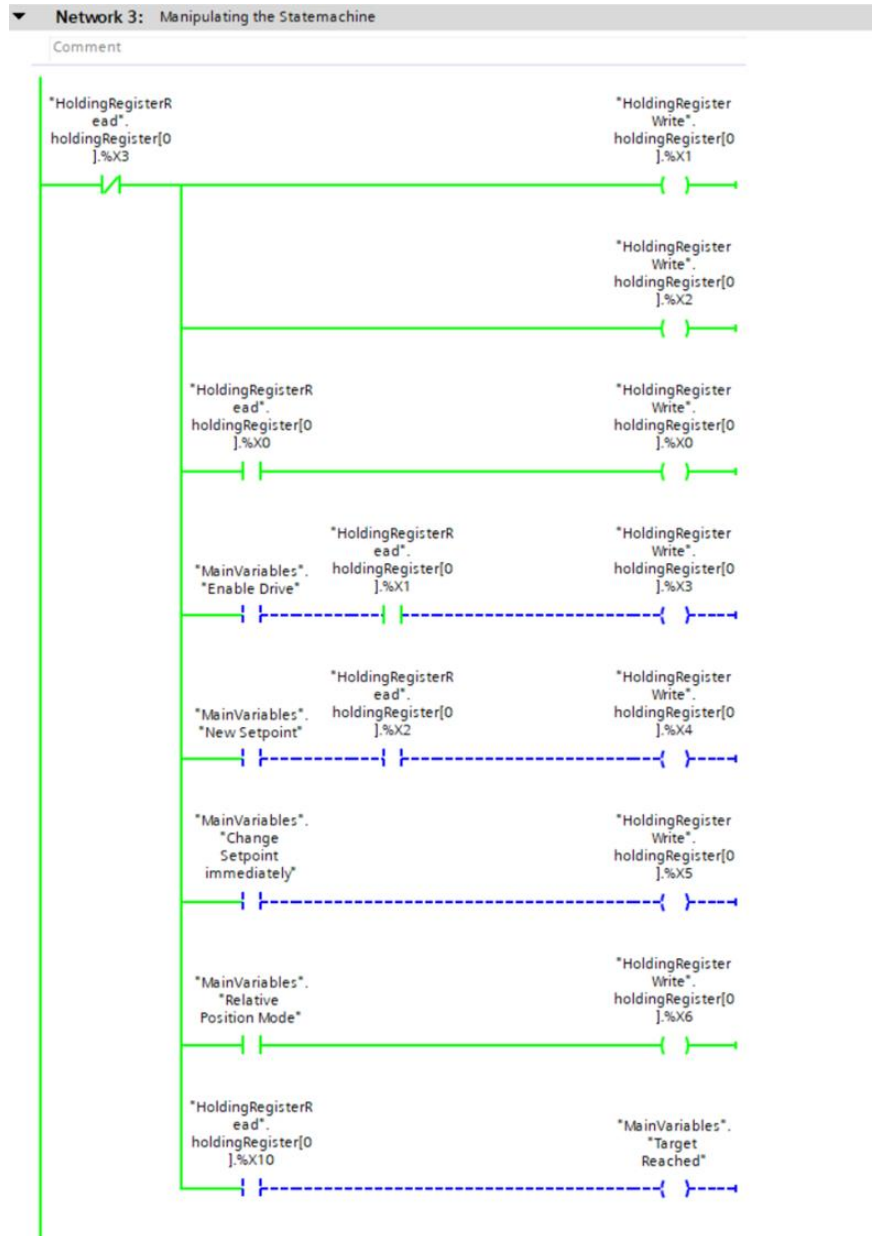 Network 3: Manipulating the Statemachine
Comment
"HoldingRegisterR
ead".
holdingRegister[0
].%X3
"HoldingRegister
Write".
holdingRegister[0
].%X1
"HoldingRegister
Write".
holdingRegister[0
].%X2
"HoldingRegisterR
ead".
holdingRegister[0
].%X0
"HoldingRegister
Write".
holdingRegister[0
].%X0
"MainVariables".
"Enable Drive"
"HoldingRegisterR
ead".
holdingRegister[0
].%X1
"HoldingRegister
Write".
holdingRegister[0
].%X3
"MainVariables".
"New Setpoint"
"HoldingRegisterR
ead".
holdingRegister[0
].%X2
"HoldingRegister
Write".
holdingRegister[0
].%X4
"MainVariables".
"Change
Setpoint
immediately"
"HoldingRegister
Write".
holdingRegister[0
].%X5
"MainVariables".
"Relative
Position Mode"
"HoldingRegister
Write".
holdingRegister[0
].%X6
"HoldingRegisterR
ead".
holdingRegister[0
].%X10
"MainVariables".
"Target
Reached"